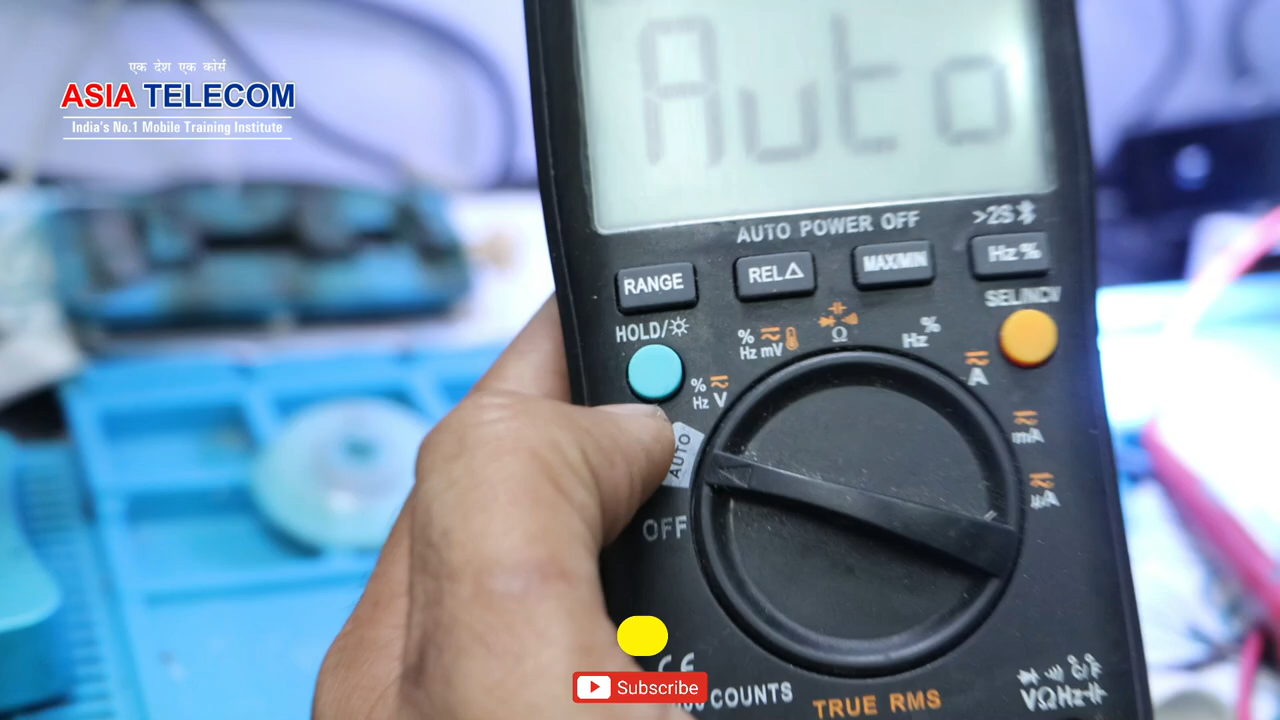 एक देश एक कोर्स
ASIA TELECOM
India's No.1 Mobile Training Institute
Auto
AUTO POWER OFF
>2S
RANGE
REL△
MAX/MIN
Hz %
HOLD/
SEL/NCV
%
Hz mV
Ω
Hz %
A
%
Hz V
mA
AUTO
µA
OFF
CE
COUNTS
TRUE RMS
°C/°F
VΩHz
Subscribe